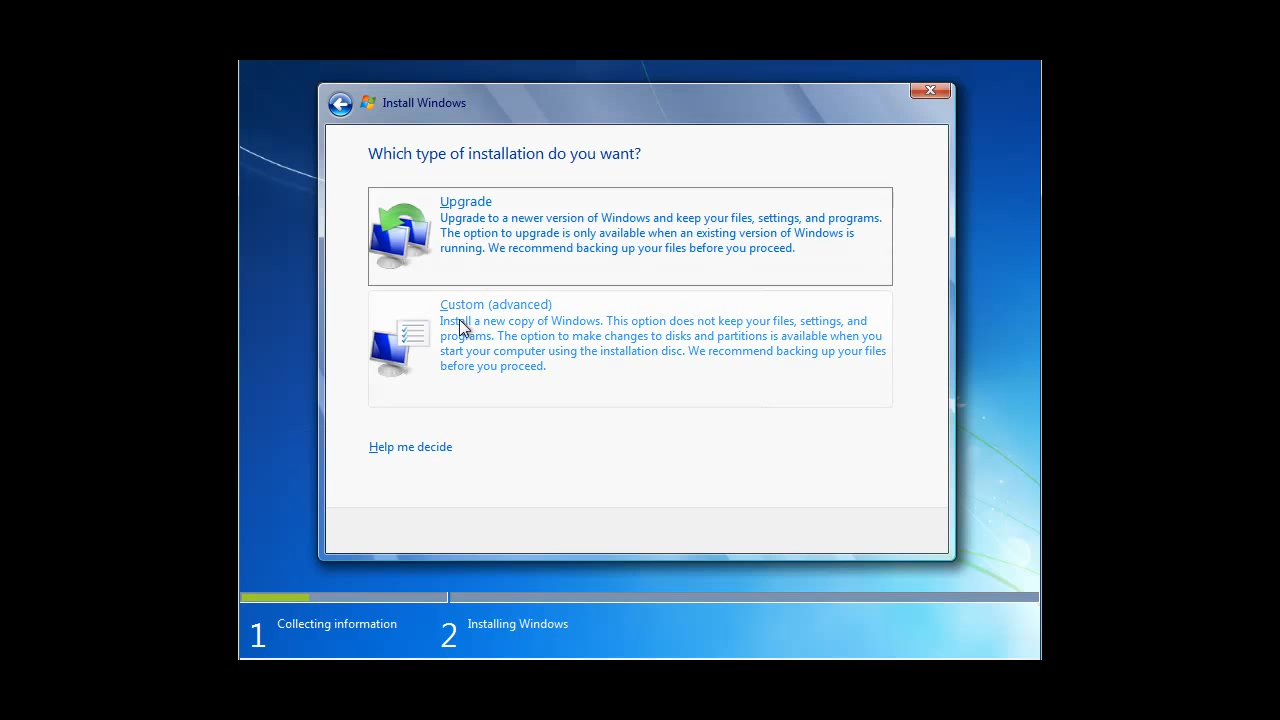 Install Windows
Which type of installation do you want?
Upgrade
Upgrade to a newer version of Windows and keep your files, settings, and programs.
The option to upgrade is only available when an existing version of Windows is
running. We recommend backing up your files before you proceed.
Custom (advanced)
Install a new copy of Windows. This option does not keep your files, settings, and
programs. The option to make changes to disks and partitions is available when you
start your computer using the installation disc. We recommend backing up your files
before you proceed.
Help me decide
1 Collecting information
2 Installing Windows